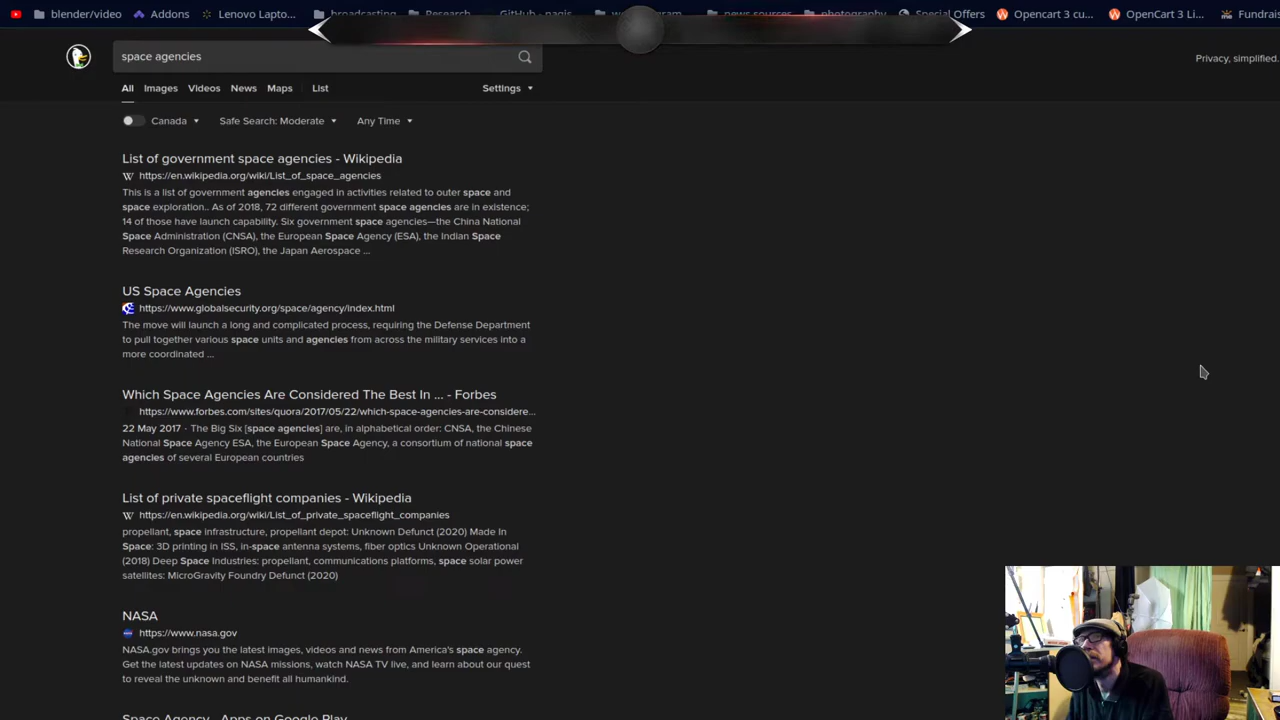 blender/video Addons Lenovo Lapto... broadcasting Research GitHub - nagis news sources photography Special Offers Opencart 3 cu... OpenCart 3 Li... Fundrais
space agencies
Privacy, simplified.
All Images Videos News Maps List Settings
Canada Safe Search: Moderate Any Time
List of government space agencies - Wikipedia
W https://en.wikipedia.org/wiki/List_of_space_agencies
This is a list of government agencies engaged in activities related to outer space and
space exploration.. As of 2018, 72 different government space agencies are in existence;
14 of those have launch capability. Six government space agencies—the China National
Space Administration (CNSA), the European Space Agency (ESA), the Indian Space
Research Organization (ISRO), the Japan Aerospace ...
US Space Agencies
https://www.globalsecurity.org/space/agency/index.html
The move will launch a long and complicated process, requiring the Defense Department
to pull together various space units and agencies from across the military services into a
more coordinated ...
Which Space Agencies Are Considered The Best In ... - Forbes
https://www.forbes.com/sites/quora/2017/05/22/which-space-agencies-are-considere...
22 May 2017 · The Big Six [space agencies] are, in alphabetical order: CNSA, the Chinese
National Space Agency ESA, the European Space Agency, a consortium of national space
agencies of several European countries
List of private spaceflight companies - Wikipedia
W https://en.wikipedia.org/wiki/List_of_private_spaceflight_companies
propellant, space infrastructure, propellant depot: Unknown Defunct (2020) Made In
Space: 3D printing in ISS, in-space antenna systems, fiber optics Unknown Operational
(2018) Deep Space Industries: propellant, communications platforms, space solar power
satellites: MicroGravity Foundry Defunct (2020)
NASA
https://www.nasa.gov
NASA.gov brings you the latest images, videos and news from America's space agency.
Get the latest updates on NASA missions, watch NASA TV live, and learn about our quest
to reveal the unknown and benefit all humankind.
Space Agency - Apps on Google Play